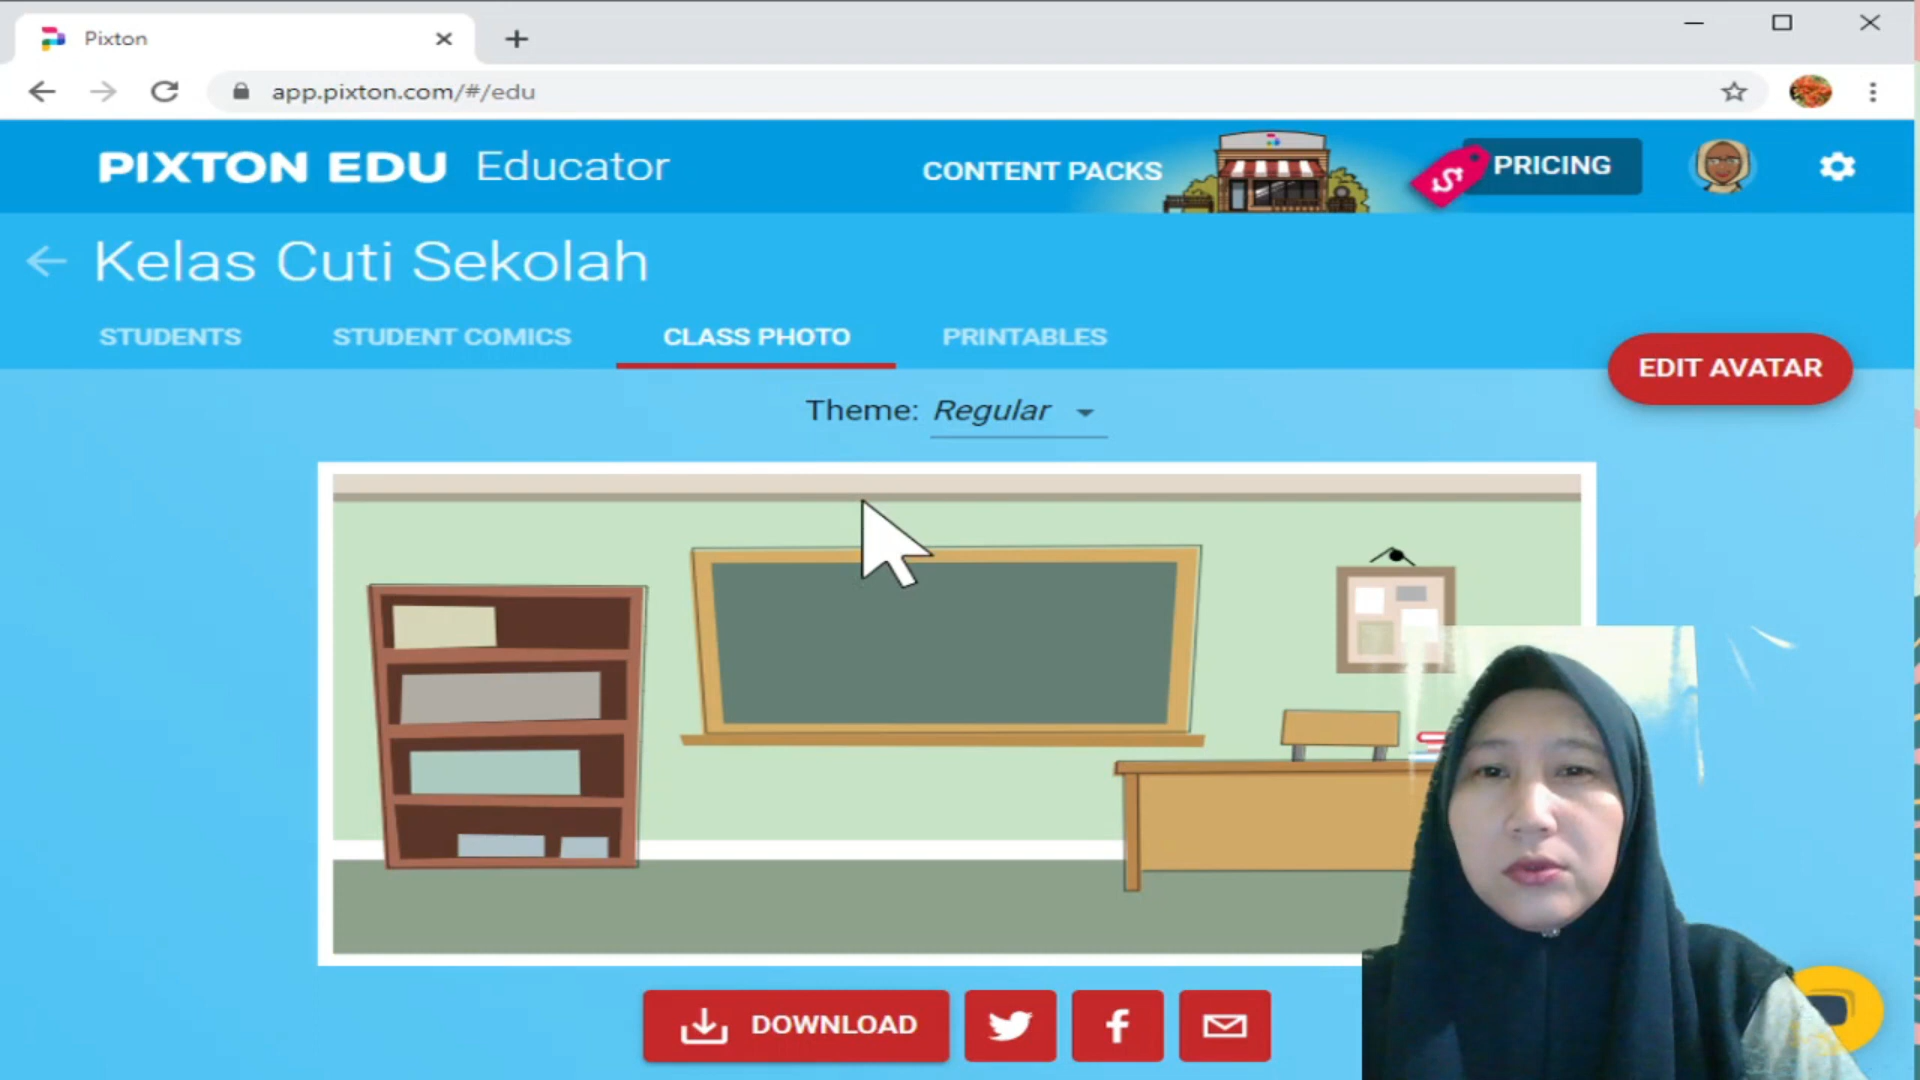 Pixton
app.pixton.com/#/edu
PIXTON EDU Educator
CONTENT PACKS
$ PRICING
Kelas Cuti Sekolah
STUDENTS
STUDENT COMICS
CLASS PHOTO
PRINTABLES
EDIT AVATAR
Theme: Regular
DOWNLOAD